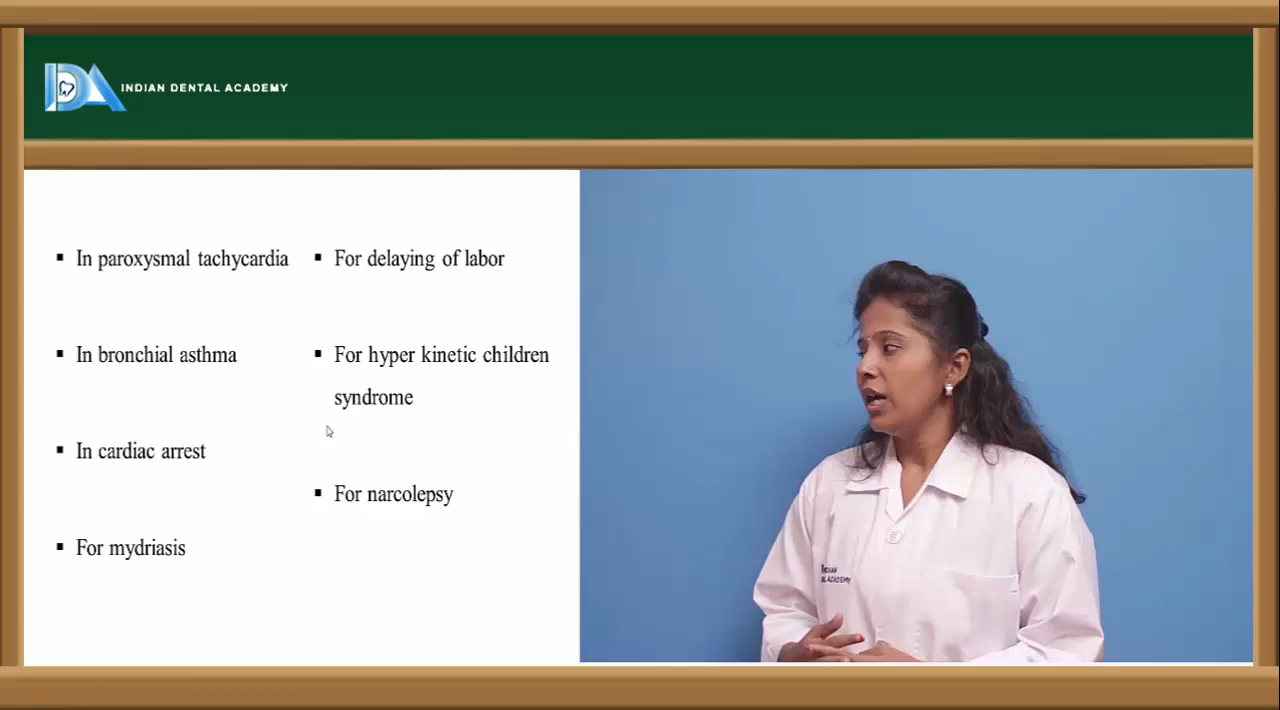 INDIAN DENTAL ACADEMY
▪ In paroxysmal tachycardia
▪ In bronchial asthma
▪ In cardiac arrest
▪ For mydriasis
▪ For delaying of labor
▪ For hyper kinetic children
syndrome
▪ For narcolepsy